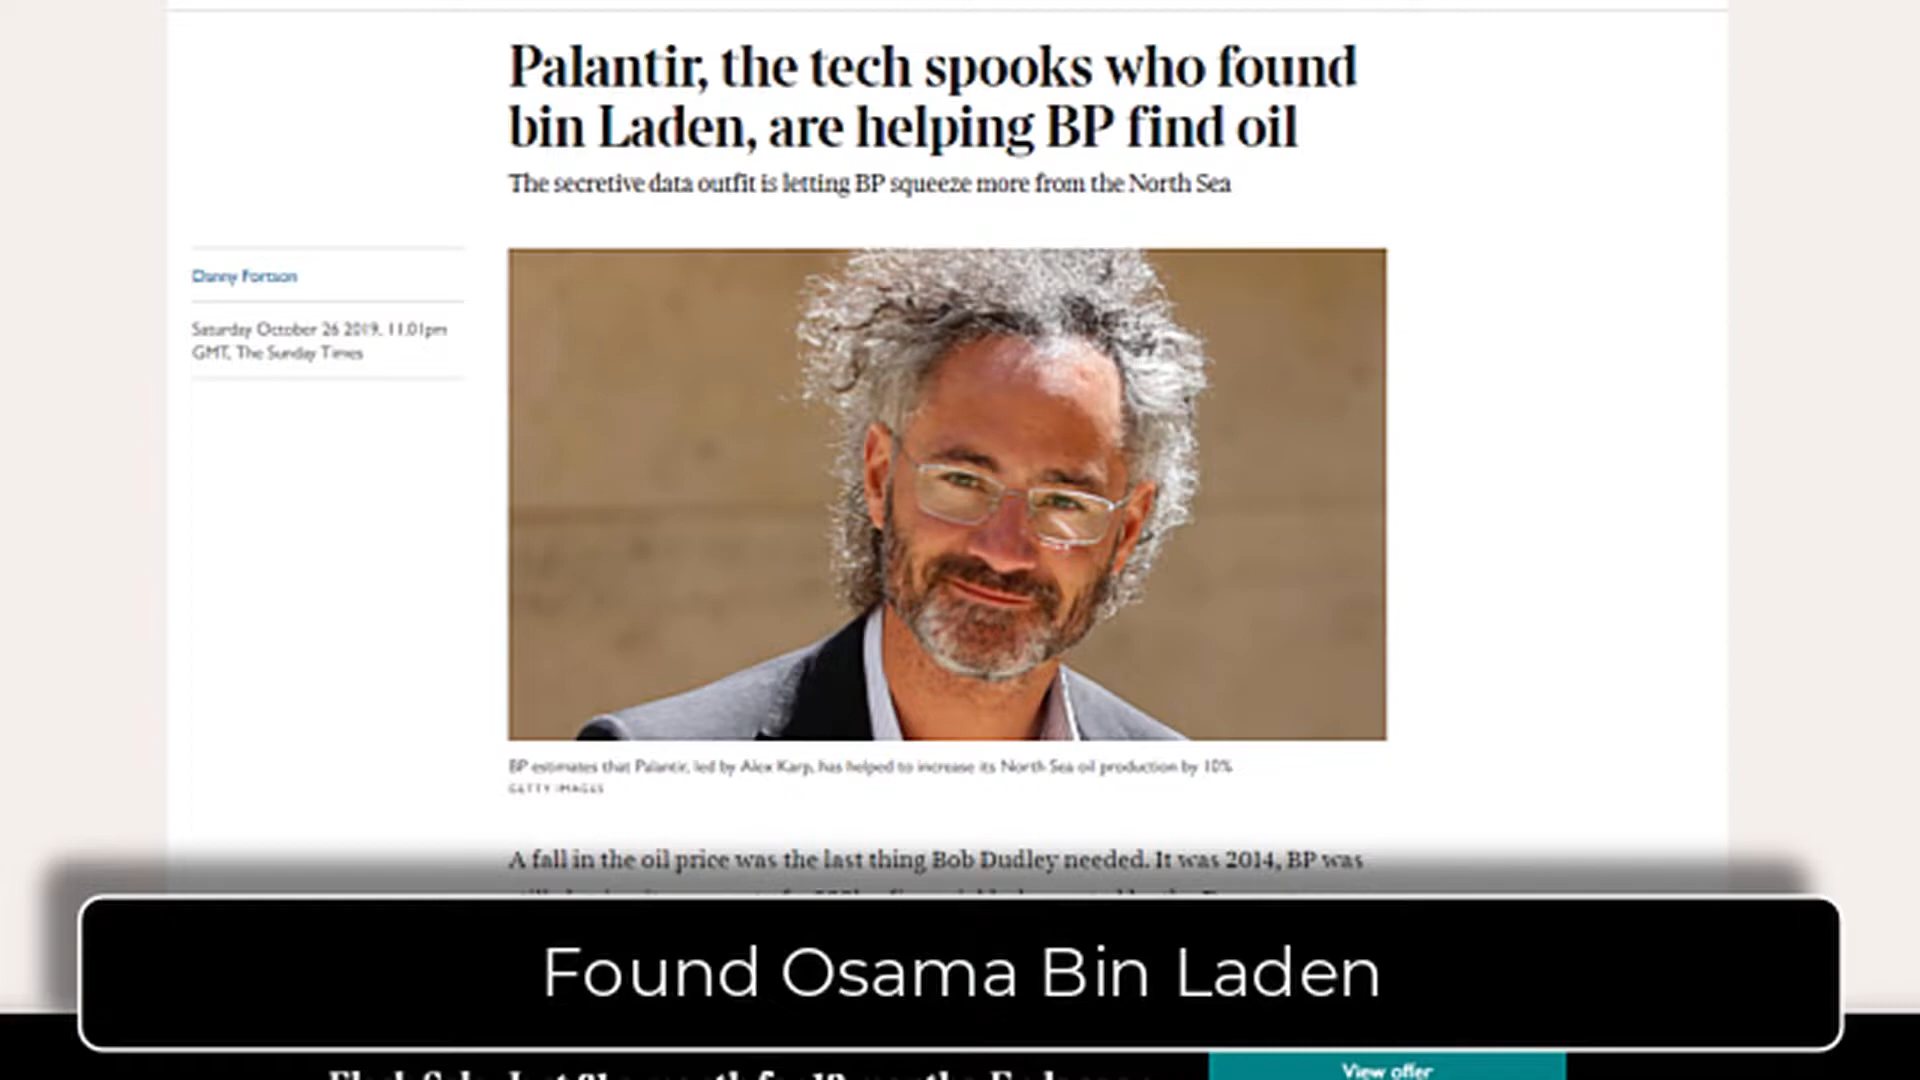 Palantir, the tech spooks who found
bin Laden, are helping BP find oil
The secretive data outfit is letting BP squeeze more from the North Sea
Danny Fortson
Saturday October 26 2019, 11.01pm
GMT, The Sunday Times
BP estimates that Palantir, led by Alex Karp, has helped to increase its North Sea oil production by 10%
GETTY IMAGES
A fall in the oil price was the last thing Bob Dudley needed. It was 2014, BP was
Found Osama Bin Laden
View offer